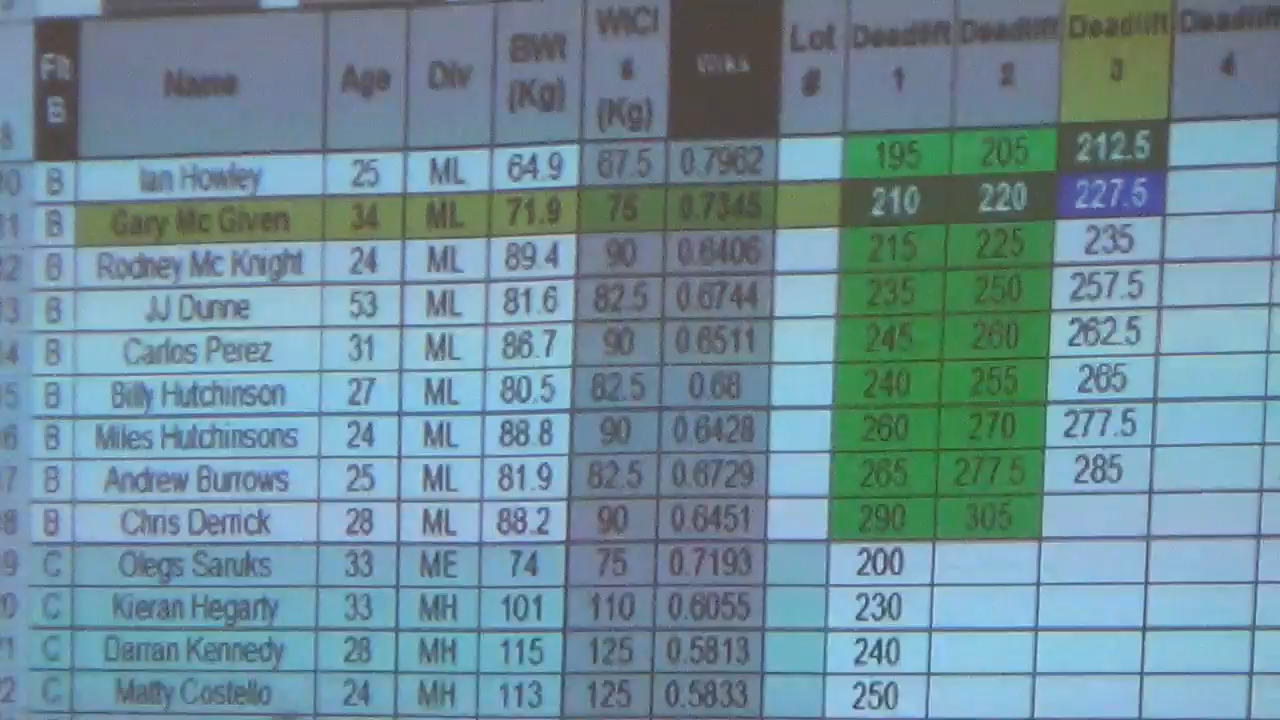 Flt B Name Age Div BWt (Kg) WtCl s (Kg) Wilks Lot # Deadlift 1 Deadlift 2 Deadlift 3 Deadlift 4
B Ian Howley 25 ML 64.9 67.5 0.7962 195 205 212.5
B Gary Mc Given 34 ML 71.9 75 0.7345 210 220 227.5
B Rodney Mc Knight 24 ML 89.4 90 0.6406 215 225 235
B JJ Dunne 53 ML 81.6 82.5 0.6744 235 250 257.5
B Carlos Perez 31 ML 86.7 90 0.6511 245 260 262.5
B Billy Hutchinson 27 ML 80.5 82.5 0.68 240 255 265
B Miles Hutchinsons 24 ML 88.8 90 0.6428 260 270 277.5
B Andrew Burrows 25 ML 81.9 82.5 0.6729 265 277.5 285
B Chris Derrick 28 ML 88.2 90 0.6451 290 305
C Olegs Saruks 33 ME 74 75 0.7193 200
C Kieran Hegarty 33 MH 101 110 0.6055 230
C Darran Kennedy 28 MH 115 125 0.5813 240
C Matty Costello 24 MH 113 125 0.5833 250